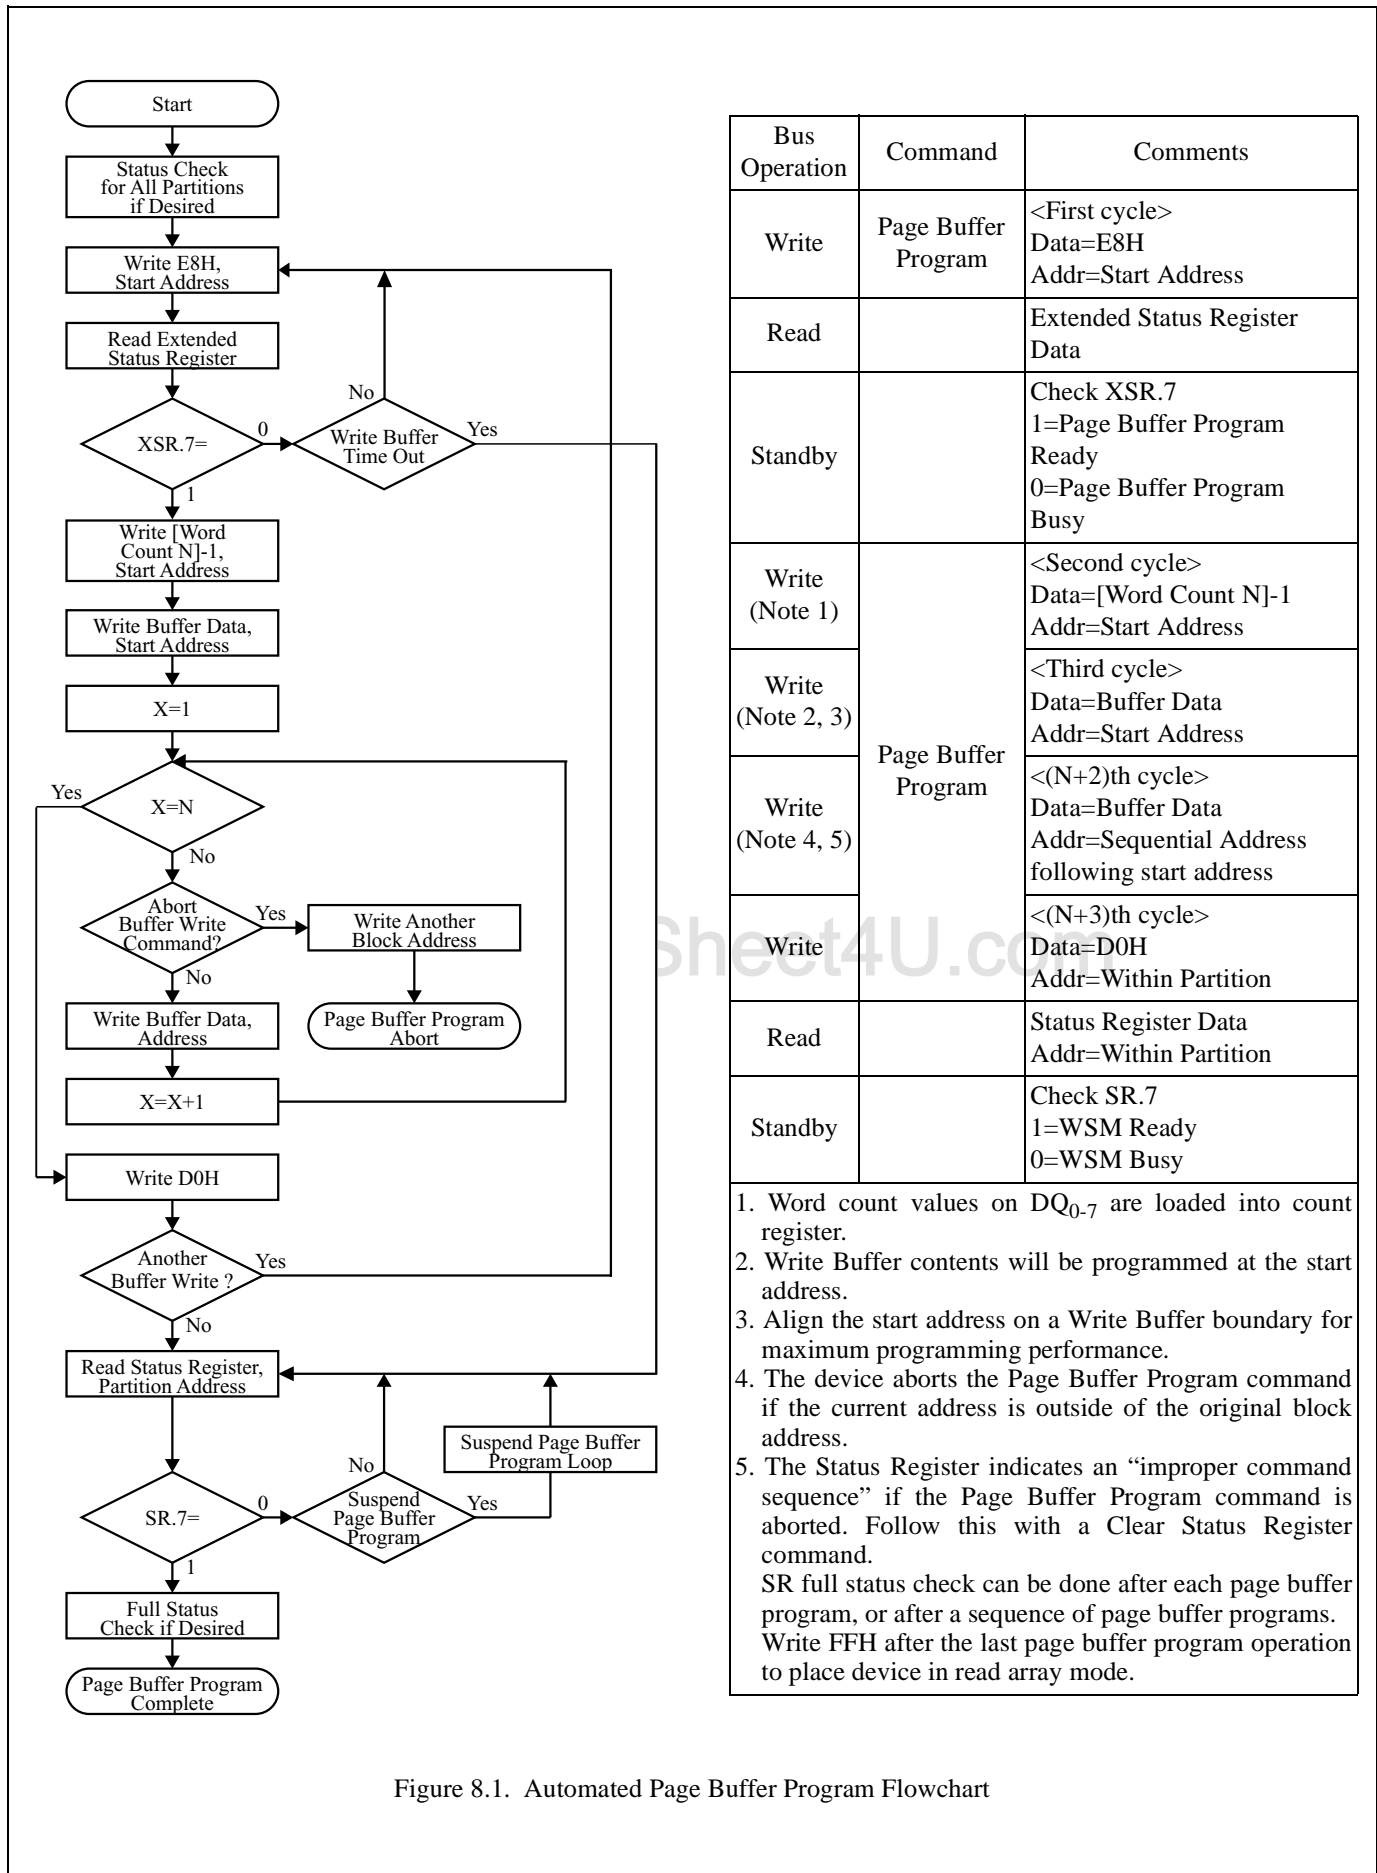 Start
Status Check
for All Partitions
if Desired
Write E8H,
Start Address
Read Extended
Status Register
XSR.7=
0
1
No
Write Buffer
Time Out
Yes
Write [Word
Count N]-1,
Start Address
Write Buffer Data,
Start Address
X=1
Yes
X=N
No
Abort
Buffer Write
Command?
Yes
No
Write Another
Block Address
Page Buffer Program
Abort
Write Buffer Data,
Address
X=X+1
Write D0H
Another
Buffer Write ?
Yes
No
Read Status Register,
Partition Address
SR.7=
0
1
No
Suspend
Page Buffer
Program
Yes
Suspend Page Buffer
Program Loop
Full Status
Check if Desired
Page Buffer Program
Complete
Bus
Operation
Command
Comments
Write
Page Buffer
Program
<First cycle>
Data=E8H
Addr=Start Address
Read
Extended Status Register
Data
Standby
Check XSR.7
1=Page Buffer Program
Ready
0=Page Buffer Program
Busy
Write
(Note 1)
Page Buffer
Program
<Second cycle>
Data=[Word Count N]-1
Addr=Start Address
Write
(Note 2, 3)
<Third cycle>
Data=Buffer Data
Addr=Start Address
Write
(Note 4, 5)
<(N+2)th cycle>
Data=Buffer Data
Addr=Sequential Address
following start address
Write
<(N+3)th cycle>
Data=D0H
Addr=Within Partition
Sheet4U.com
Read
Status Register Data
Addr=Within Partition
Standby
Check SR.7
1=WSM Ready
0=WSM Busy
1. Word count values on DQ0-7 are loaded into count
register.
2. Write Buffer contents will be programmed at the start
address.
3. Align the start address on a Write Buffer boundary for
maximum programming performance.
4. The device aborts the Page Buffer Program command
if the current address is outside of the original block
address.
5. The Status Register indicates an “improper command
sequence” if the Page Buffer Program command is
aborted. Follow this with a Clear Status Register
command.
SR full status check can be done after each page buffer
program, or after a sequence of page buffer programs.
Write FFH after the last page buffer program operation
to place device in read array mode.
Figure 8.1. Automated Page Buffer Program Flowchart